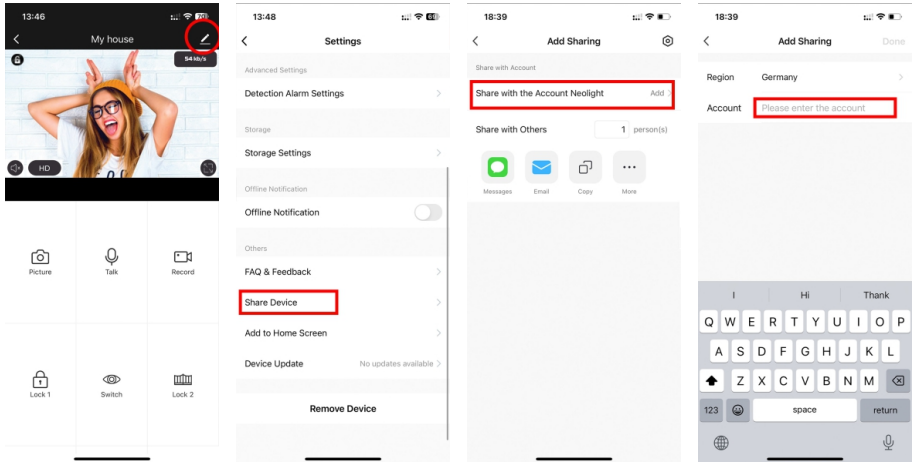 13:46
My house
54 kb/s
HD
Picture
Talk
Record
Lock 1
Switch
Lock 2
13:48
Settings
Advanced Settings
Detection Alarm Settings
Storage
Storage Settings
Offline Notification
Offline Notification
Others
FAQ & Feedback
Share Device
Add to Home Screen
Device Update No updates available
Remove Device
18:39
Add Sharing
Share with Account
Share with the Account Neolight Add
Share with Others 1 person(s)
Messages Email Copy More
18:39
Add Sharing Done
Region Germany
Account Please enter the account
I Hi Thank
Q W E R T Y U I O P
A S D F G H J K L
Z X C V B N M
123 space return